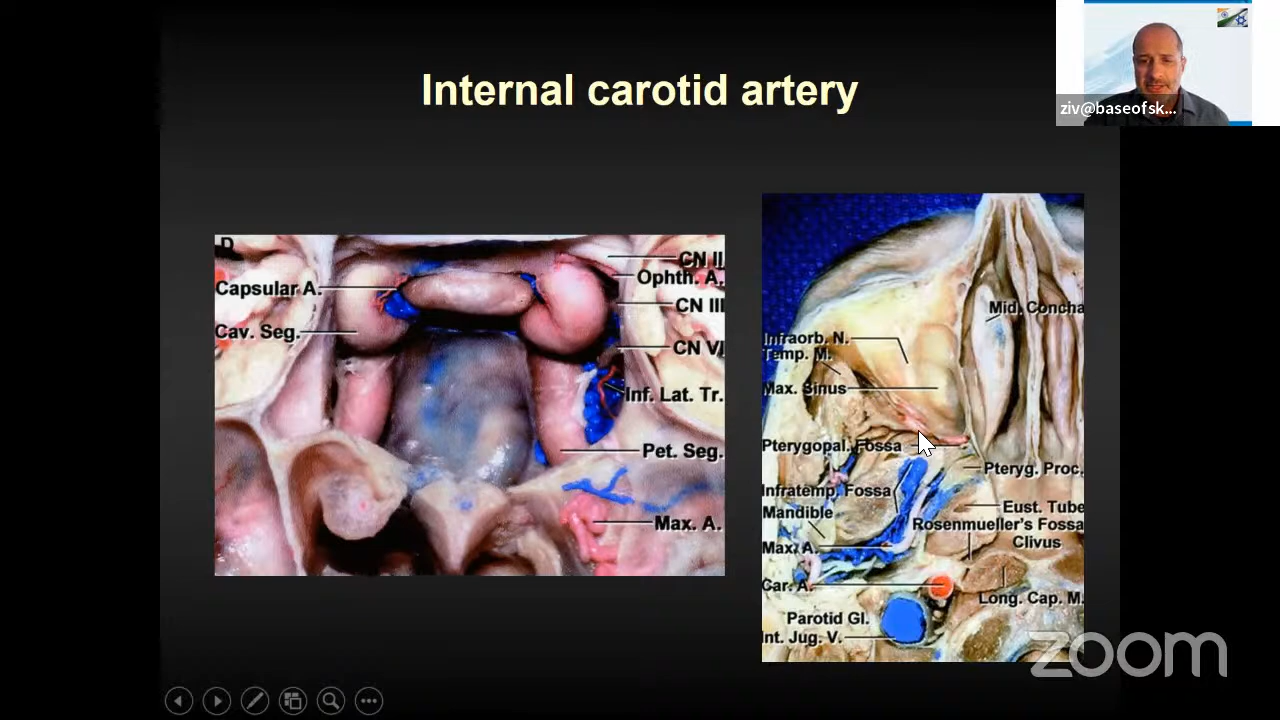 Internal carotid artery
ziv@baseofsk...
D
Capsular A.
Cav. Seg.
CN II
Ophth. A.
CN III
CN VI
Inf. Lat. Tr.
Pet. Seg.
Max. A.
Mid. Concha
Infraorb. N.
Temp. M.
Max. Sinus
Pterygopal. Fossa
Pteryg. Proc.
Infratemp. Fossa
Mandible
Eust. Tube
Rosenmueller's Fossa
Clivus
Max. A.
Car. A.
Long. Cap. M.
Parotid Gl.
Int. Jug. V.
zoom